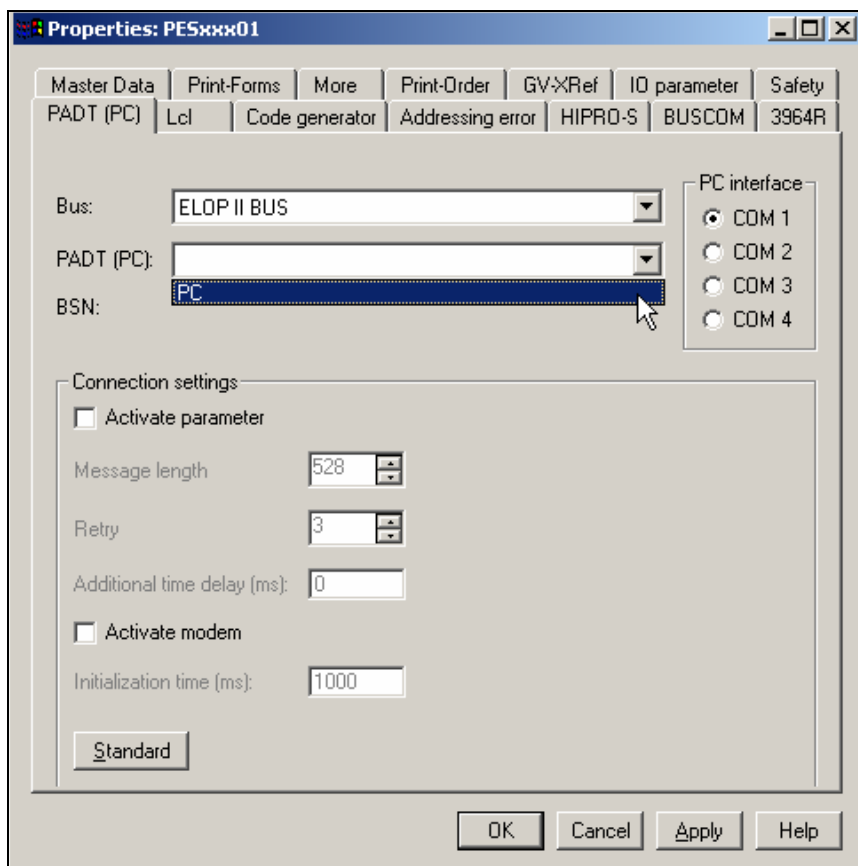 Properties: PESxxx01
Master Data Print-Forms More Print-Order GV-XRef IO parameter Safety
PADT (PC) Lcl Code generator Addressing error HIPRO-S BUSCOM 3964R
Bus: ELOP II BUS
PADT (PC):
PC
BSN:
PC interface
COM 1
COM 2
COM 3
COM 4
Connection settings
Activate parameter
Message length 528
Retry 3
Additional time delay (ms): 0
Activate modem
Initialization time (ms): 1000
Standard
OK Cancel Apply Help